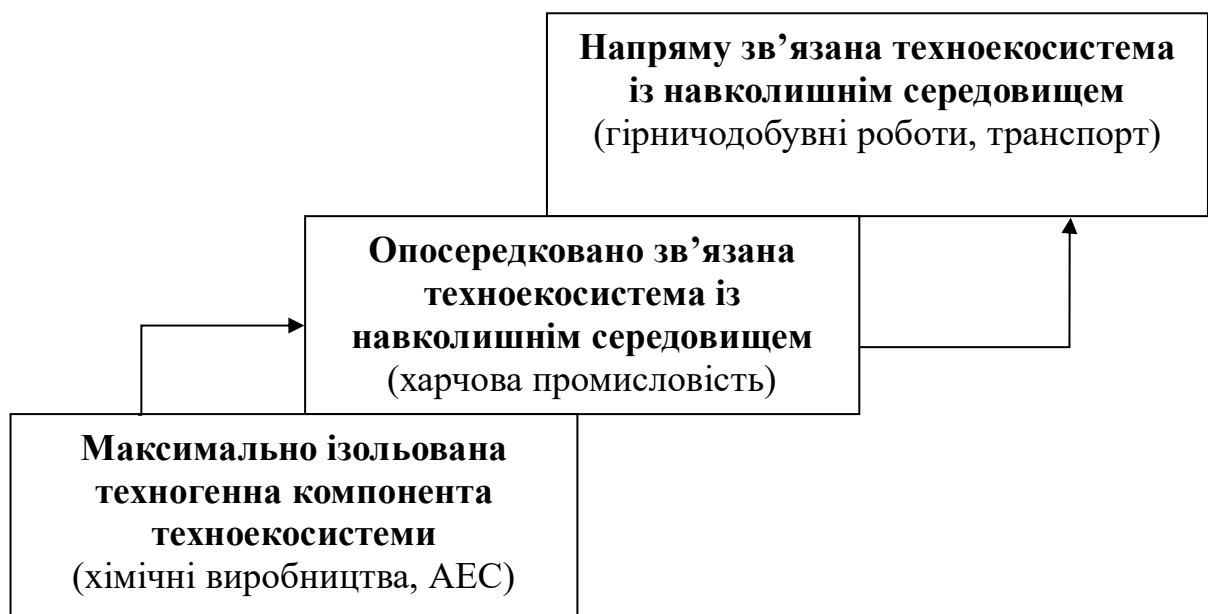 Напряму зв’язана техноекосистема
із навколишнім середовищем
(гірничодобувні роботи, транспорт)
Опосередковано зв’язана
техноекосистема із
навколишнім середовищем
(харчова промисловість)
Максимально ізольована
техногенна компонента
техноекосистеми
(хімічні виробництва, АЕС)